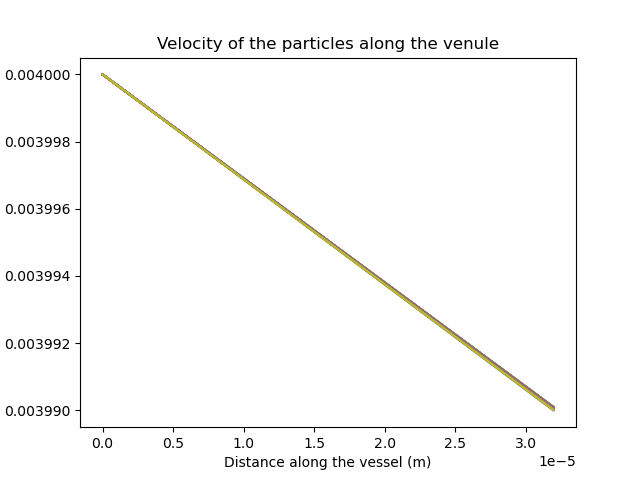 Velocity of the particles along the venule
0.004000
0.003998
0.003996
0.003994
0.003992
0.003990
0.0 0.5 1.0 1.5 2.0 2.5 3.0
1e−5
Distance along the vessel (m)